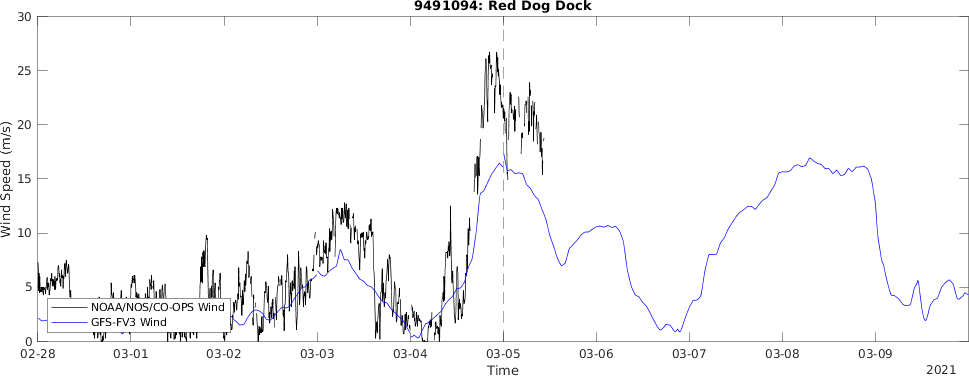 9491094: Red Dog Dock
30
25
20
15
10
5
0
Wind Speed (m/s)
NOAA/NOS/CO-OPS Wind
GFS-FV3 Wind
02-28 03-01 03-02 03-03 03-04 03-05 03-06 03-07 03-08 03-09
Time
2021